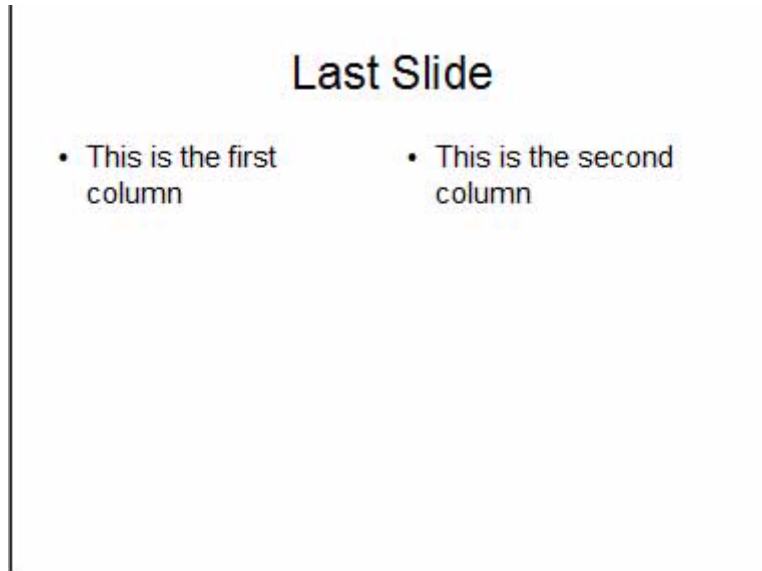 Last Slide
• This is the first
column
• This is the second
column